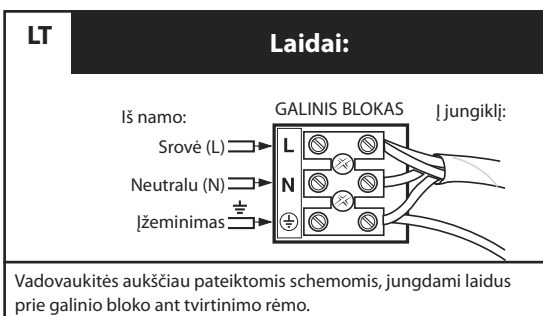 LT
Laidai:
Iš namo:
GALINIS BLOKAS
Į jungiklį:
Srovė (L)
L
Neutralu (N)
N
Įžeminimas
Vadovaukitės aukščiau pateiktomis schemomis, jungdami laidus
prie galinio bloko ant tvirtinimo rėmo.